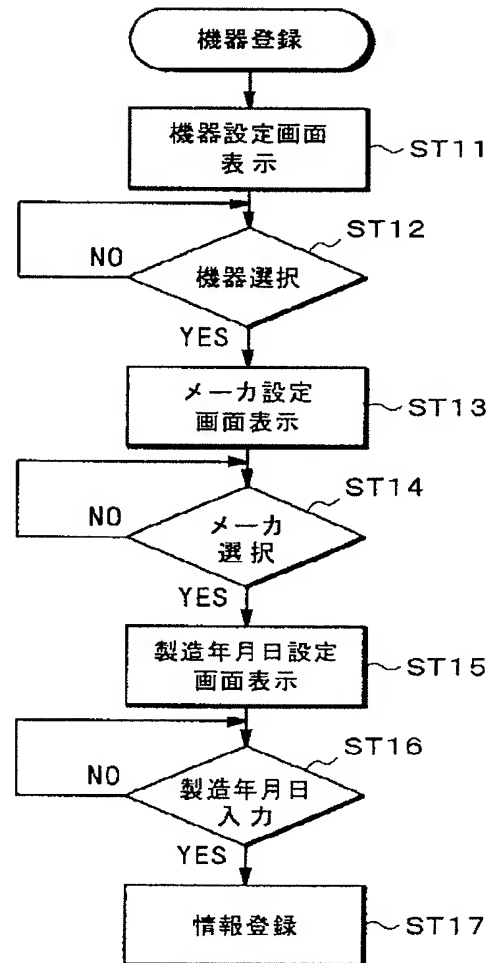 機器登録
機器設定画面
表示
ST11
ST12
NO
機器選択
YES
メーカ設定
画面表示
ST13
ST14
NO
メーカ
選択
YES
製造年月日設定
画面表示
ST15
ST16
NO
製造年月日
入力
YES
情報登録
ST17